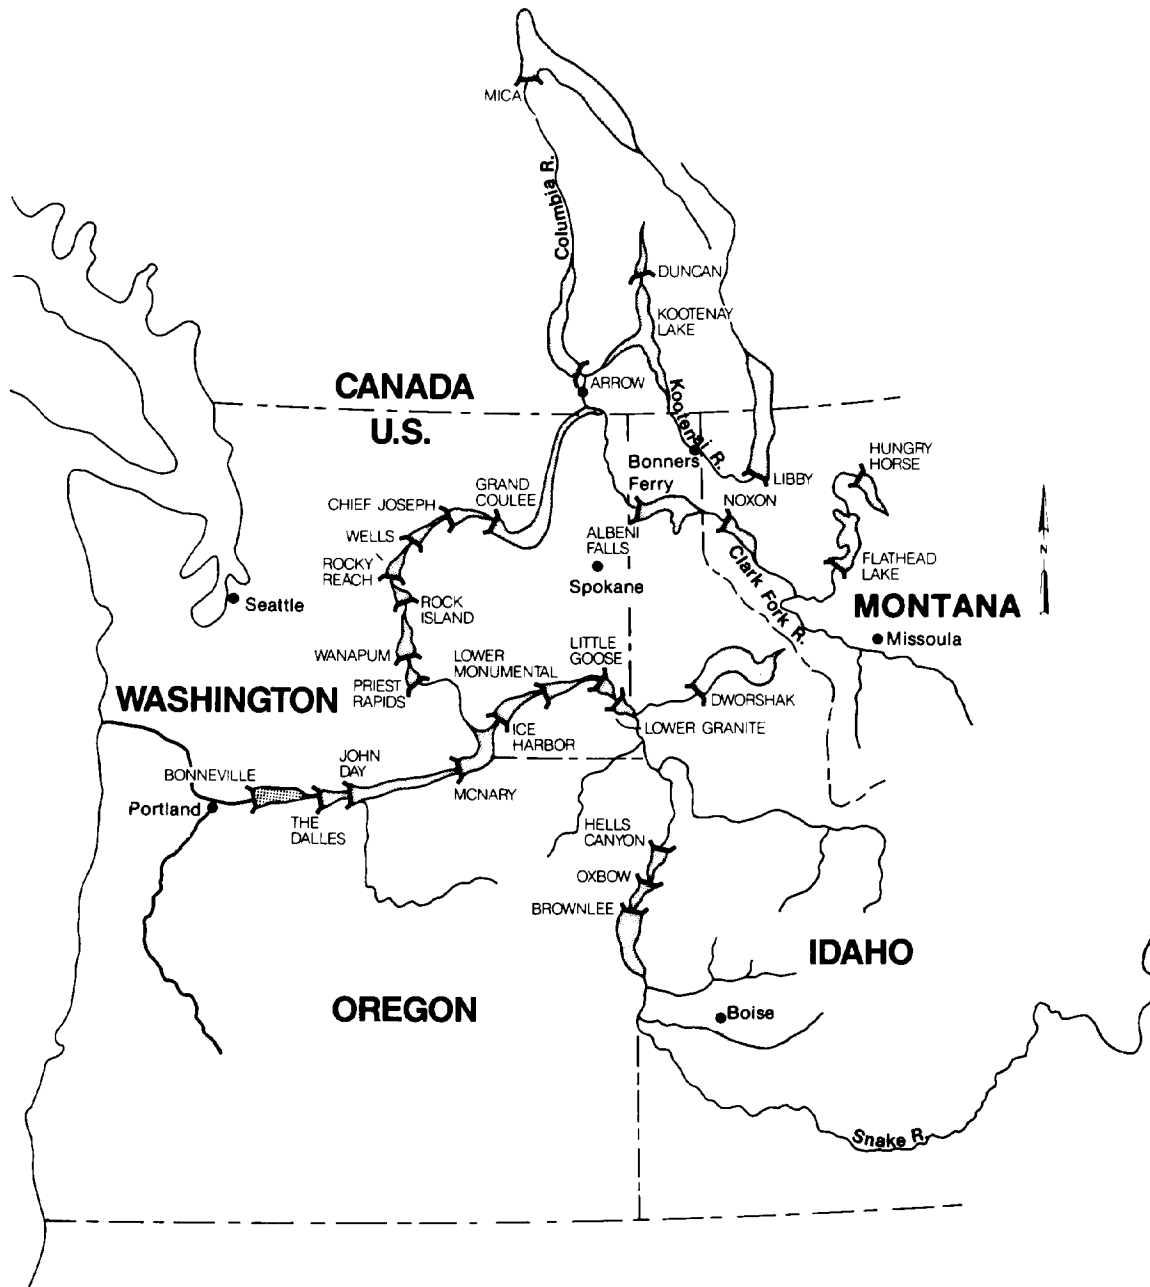 MICA
Columbia R.
DUNCAN
KOOTENAY
LAKE
CANADA
ARROW
Kootenai R.
U.S.
HUNGRY
HORSE
Bonners
Ferry
LIBBY
GRAND
COULEE
NOXON
CHIEF JOSEPH
WELLS
ALBENI
FALLS
ROCKY
REACH
FLATHEAD
LAKE
Clark Fork R.
N
Spokane
Seattle
ROCK
ISLAND
MONTANA
Missoula
WANAPUM
LOWER
MONUMENTAL
LITTLE
GOOSE
PRIEST
RAPIDS
WASHINGTON
DWORSHAK
ICE
HARBOR
LOWER GRANITE
JOHN
DAY
BONNEVILLE
MCNARY
Portland
THE
DALLES
HELLS
CANYON
OXBOW
BROWNLEE
IDAHO
OREGON
Boise
Snake R.